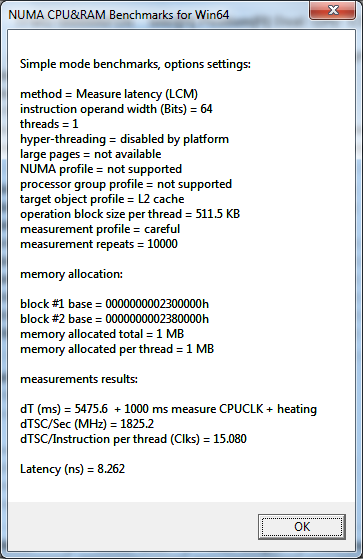 NUMA CPU&RAM Benchmarks for Win64
Simple mode benchmarks, options settings:
method = Measure latency (LCM)
instruction operand width (Bits) = 64
threads = 1
hyper-threading = disabled by platform
large pages = not available
NUMA profile = not supported
processor group profile = not supported
target object profile = L2 cache
operation block size per thread = 511.5 KB
measurement profile = careful
measurement repeats = 10000
memory allocation:
block #1 base = 0000000002300000h
block #2 base = 0000000002380000h
memory allocated total = 1 MB
memory allocated per thread = 1 MB
measurements results:
dT (ms) = 5475.6 + 1000 ms measure CPUCLK + heating
dTSC/Sec (MHz) = 1825.2
dTSC/Instruction per thread (Clks) = 15.080
Latency (ns) = 8.262
OK